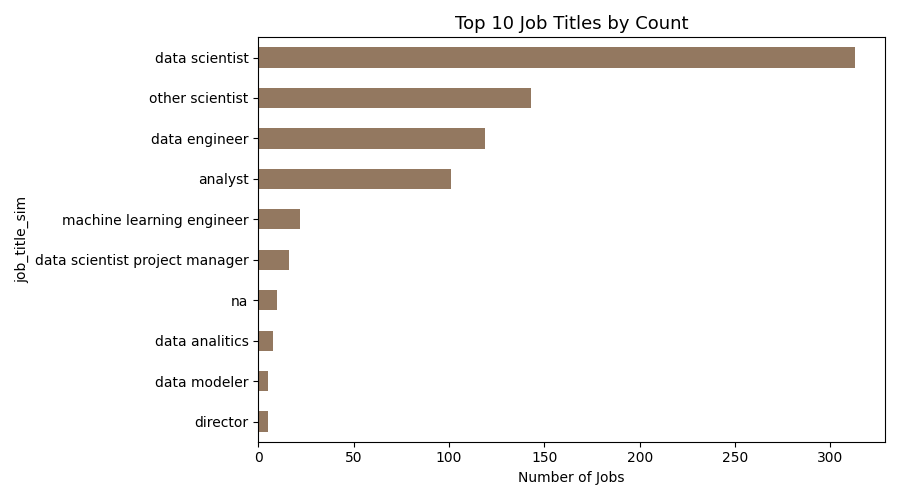 Top 10 Job Titles by Count
data scientist
other scientist
data engineer
analyst
machine learning engineer
data scientist project manager
na
data analitics
data modeler
director
job_title_sim
0 50 100 150 200 250 300
Number of Jobs